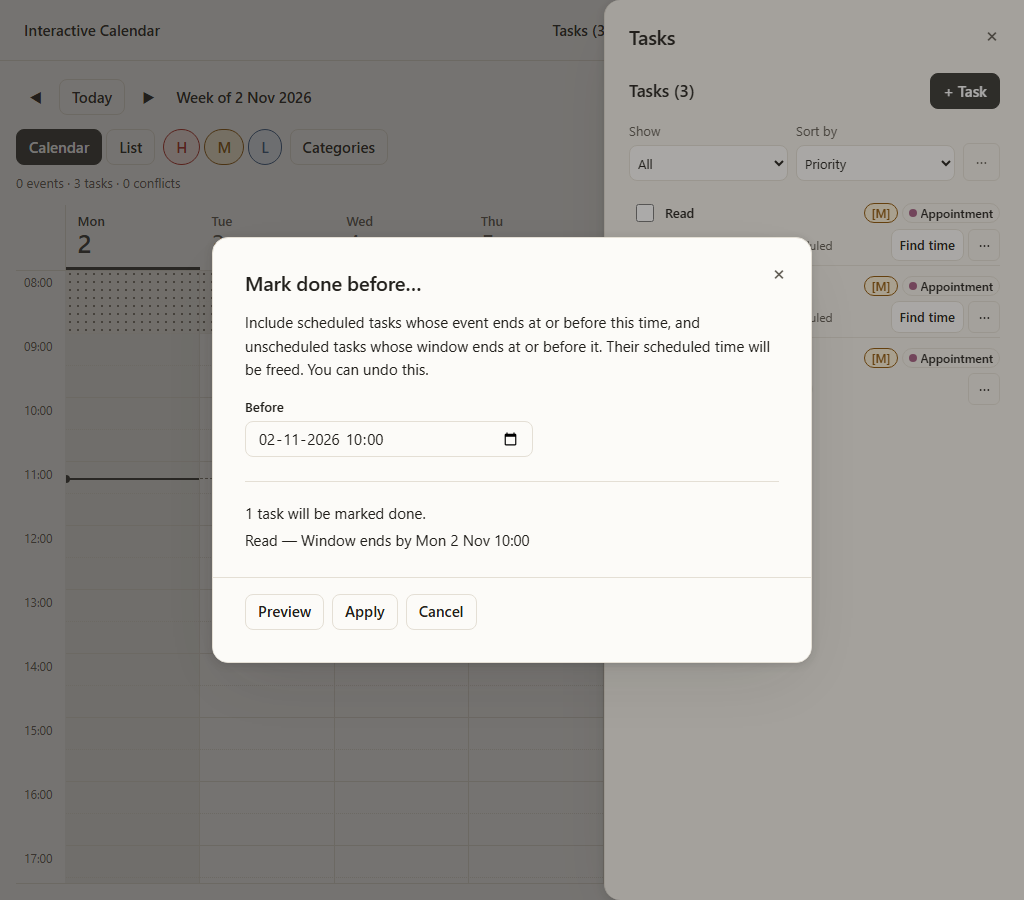 Interactive Calendar
Tasks (3
◀ Today ▶ Week of 2 Nov 2026
Calendar List H M L Categories
0 events · 3 tasks · 0 conflicts
Mon Tue Wed Thu
2
08:00
09:00
10:00
11:00
12:00
13:00
14:00
15:00
16:00
17:00
Tasks ×
Tasks (3) + Task
Show Sort by
All Priority ...
Read [M] Appointment
Find time ...
[M] Appointment
Find time ...
[M] Appointment
...
Mark done before… ×
Include scheduled tasks whose event ends at or before this time, and
unscheduled tasks whose window ends at or before it. Their scheduled time will
be freed. You can undo this.
Before
02-11-2026 10:00
1 task will be marked done.
Read — Window ends by Mon 2 Nov 10:00
Preview Apply Cancel